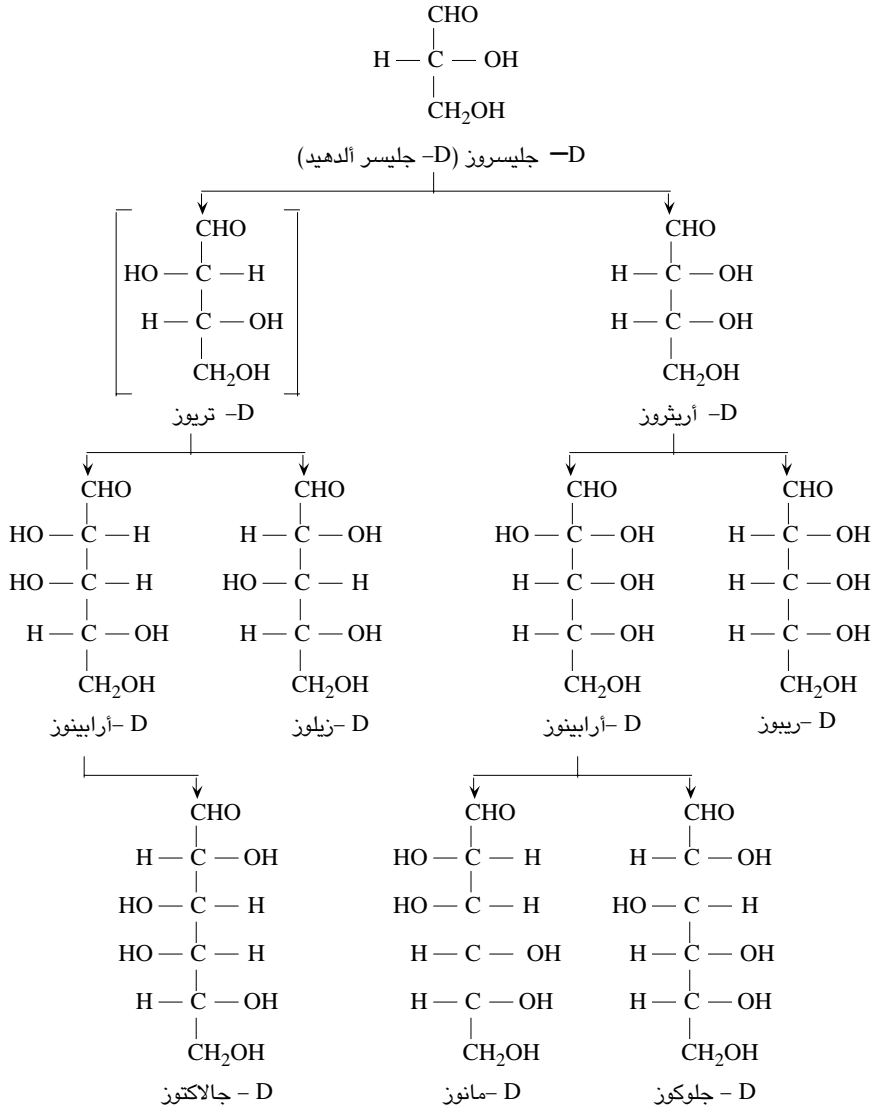 CHO
H — C — OH
CH₂OH
D– جليسروز (D– جليسر ألدهيد)
CHO CHO
HO — C — H H — C — OH
H — C — OH H — C — OH
CH₂OH CH₂OH
D– تريوز D– أريثروز
CHO CHO CHO CHO
HO — C — H H — C — OH HO — C — OH H — C — OH
HO — C — H HO — C — H H — C — OH H — C — OH
H — C — OH H — C — OH H — C — OH H — C — OH
CH₂OH CH₂OH CH₂OH CH₂OH
D –أرابينوز D –زيلوز D –أرابينوز D –ريبوز
CHO CHO CHO
H — C — OH HO — C — H H — C — OH
HO — C — H HO — C — H HO — C — H
HO — C — H H — C — OH H — C — OH
H — C — OH H — C — OH H — C — OH
CH₂OH CH₂OH CH₂OH
D – جالاكتوز D –مانوز D – جلوكوز